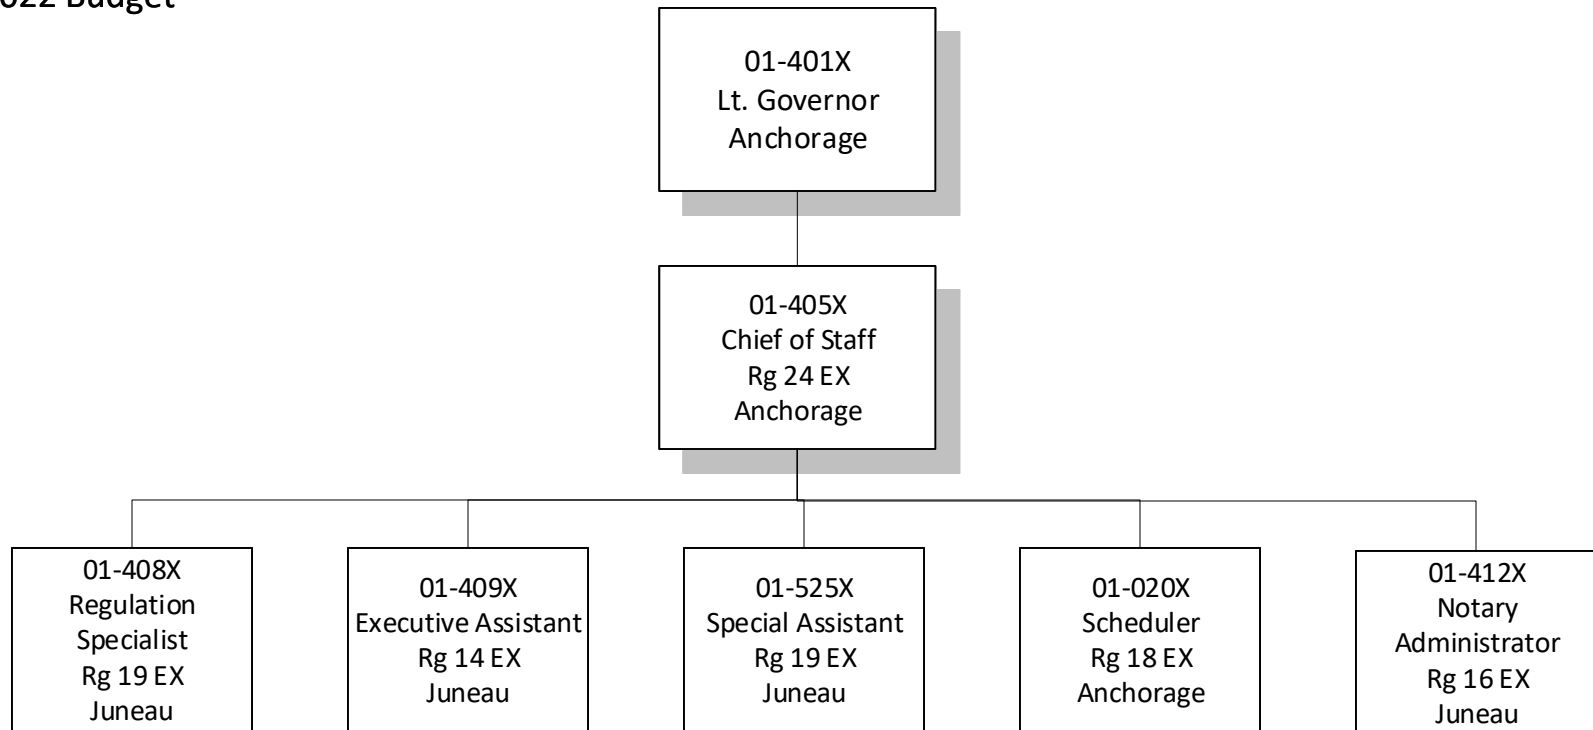 022 Budget
01-401X
Lt. Governor
Anchorage
01-405X
Chief of Staff
Rg 24 EX
Anchorage
01-408X
Regulation
Specialist
Rg 19 EX
Juneau
01-409X
Executive Assistant
Rg 14 EX
Juneau
01-525X
Special Assistant
Rg 19 EX
Juneau
01-020X
Scheduler
Rg 18 EX
Anchorage
01-412X
Notary
Administrator
Rg 16 EX
Juneau